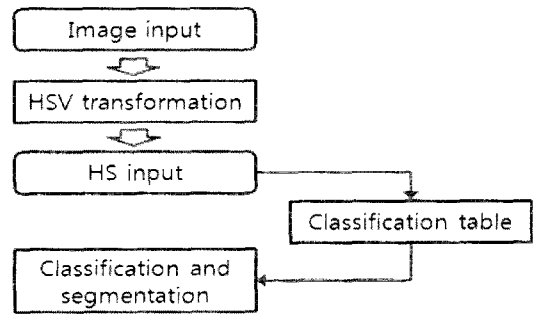 Image input
HSV transformation
HS input
Classification table
Classification and
segmentation